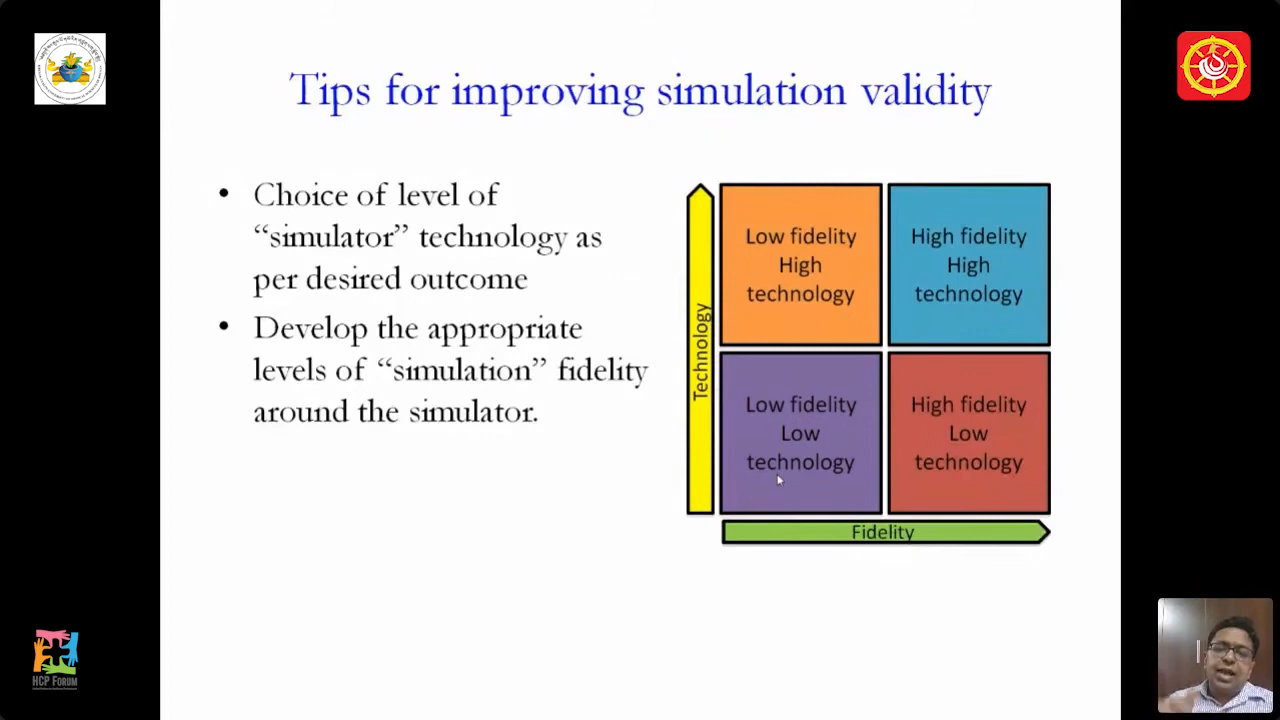 Tips for improving simulation validity
• Choice of level of
“simulator” technology as
per desired outcome
• Develop the appropriate
levels of “simulation” fidelity
around the simulator.
Technology
Low fidelity
High
technology
High fidelity
High
technology
Low fidelity
Low
technology
High fidelity
Low
technology
Fidelity
HCP FORUM